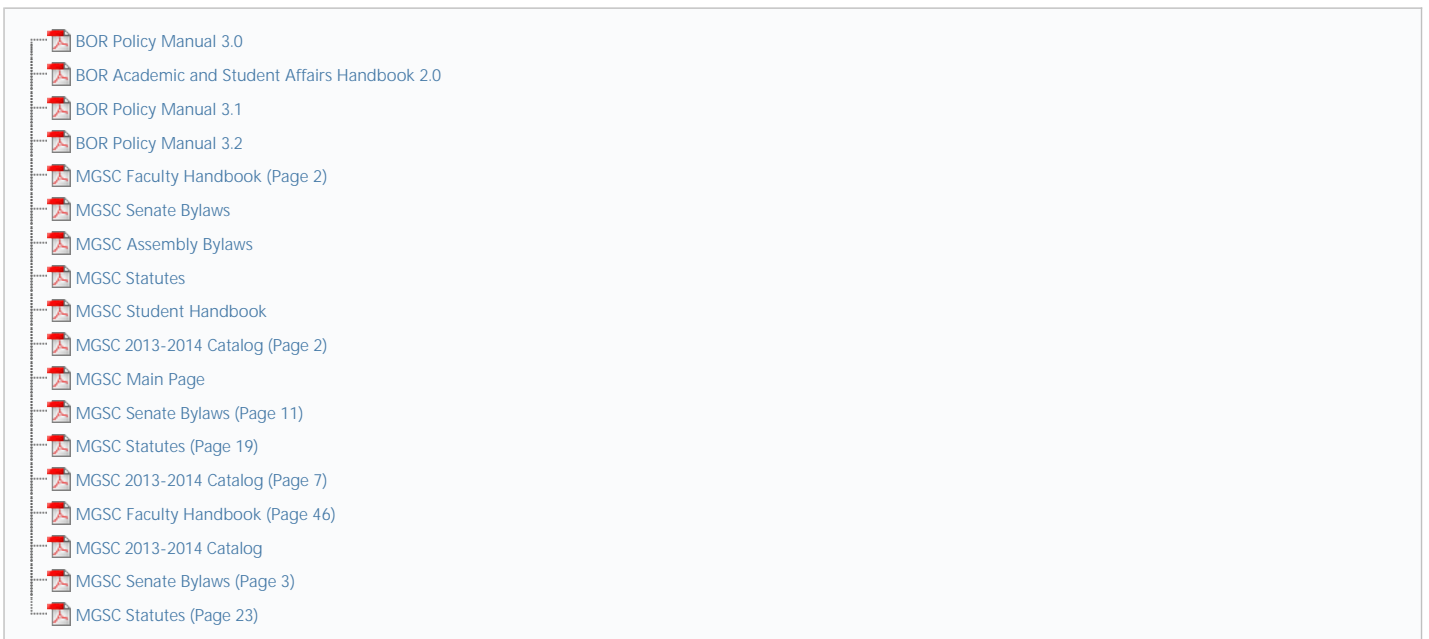 BOR Policy Manual 3.0
BOR Academic and Student Affairs Handbook 2.0
BOR Policy Manual 3.1
BOR Policy Manual 3.2
MGSC Faculty Handbook (Page 2)
MGSC Senate Bylaws
MGSC Assembly Bylaws
MGSC Statutes
MGSC Student Handbook
MGSC 2013-2014 Catalog (Page 2)
MGSC Main Page
MGSC Senate Bylaws (Page 11)
MGSC Statutes (Page 19)
MGSC 2013-2014 Catalog (Page 7)
MGSC Faculty Handbook (Page 46)
MGSC 2013-2014 Catalog
MGSC Senate Bylaws (Page 3)
MGSC Statutes (Page 23)